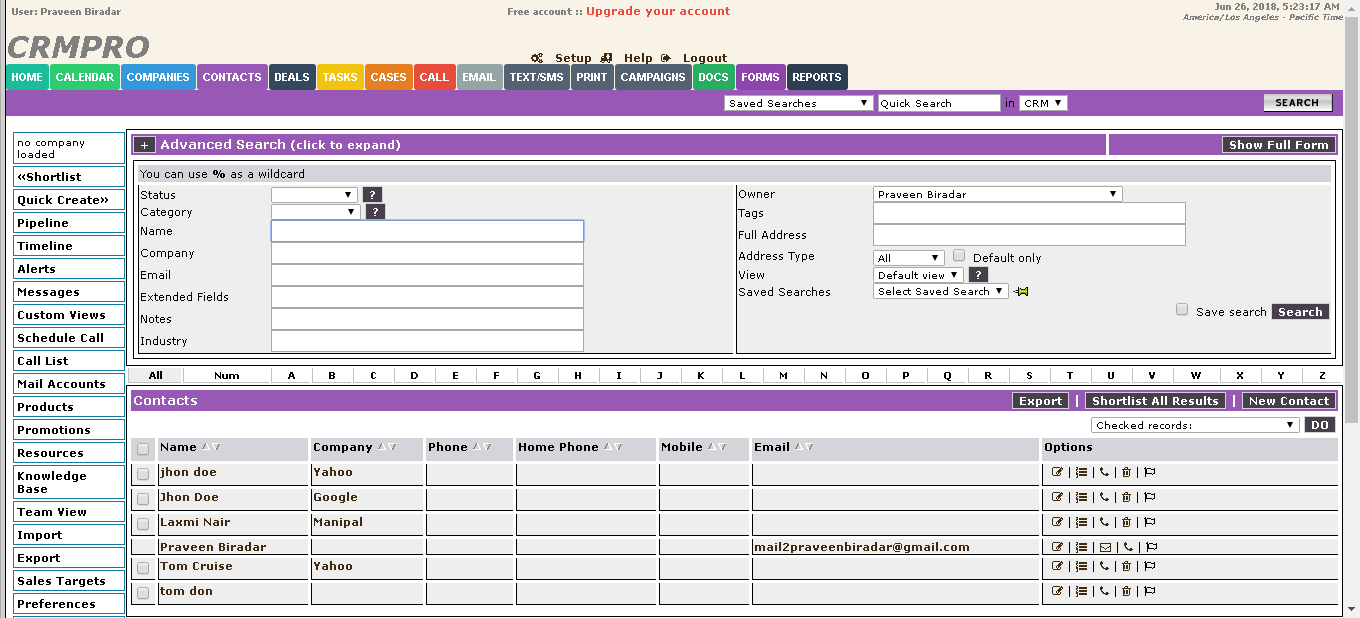 User: Praveen Biradar
Free account :: Upgrade your account
Jun 26, 2018, 5:23:17 AM
America/Los Angeles - Pacific Time
CRMPRO
Setup Help Logout
HOME CALENDAR COMPANIES CONTACTS DEALS TASKS CASES CALL EMAIL TEXT/SMS PRINT CAMPAIGNS DOCS FORMS REPORTS
Saved Searches Quick Search in CRM SEARCH
no company
loaded
«Shortlist
Quick Create»
Pipeline
Timeline
Alerts
Messages
Custom Views
Schedule Call
Call List
Mail Accounts
Products
Promotions
Resources
Knowledge
Base
Team View
Import
Export
Sales Targets
Preferences
+ Advanced Search (click to expand) Show Full Form
You can use % as a wildcard
Status ?
Category ?
Name
Company
Email
Extended Fields
Notes
Industry
Owner Praveen Biradar
Tags
Full Address
Address Type All Default only
View Default view ?
Saved Searches Select Saved Search
Save search Search
All Num A B C D E F G H I J K L M N O P Q R S T U V W X Y Z
Contacts Export | Shortlist All Results | New Contact
Checked records: DO
Name Company Phone Home Phone Mobile Email Options
jhon doe Yahoo
Jhon Doe Google
Laxmi Nair Manipal
Praveen Biradar mail2praveenbiradar@gmail.com
Tom Cruise Yahoo
tom don